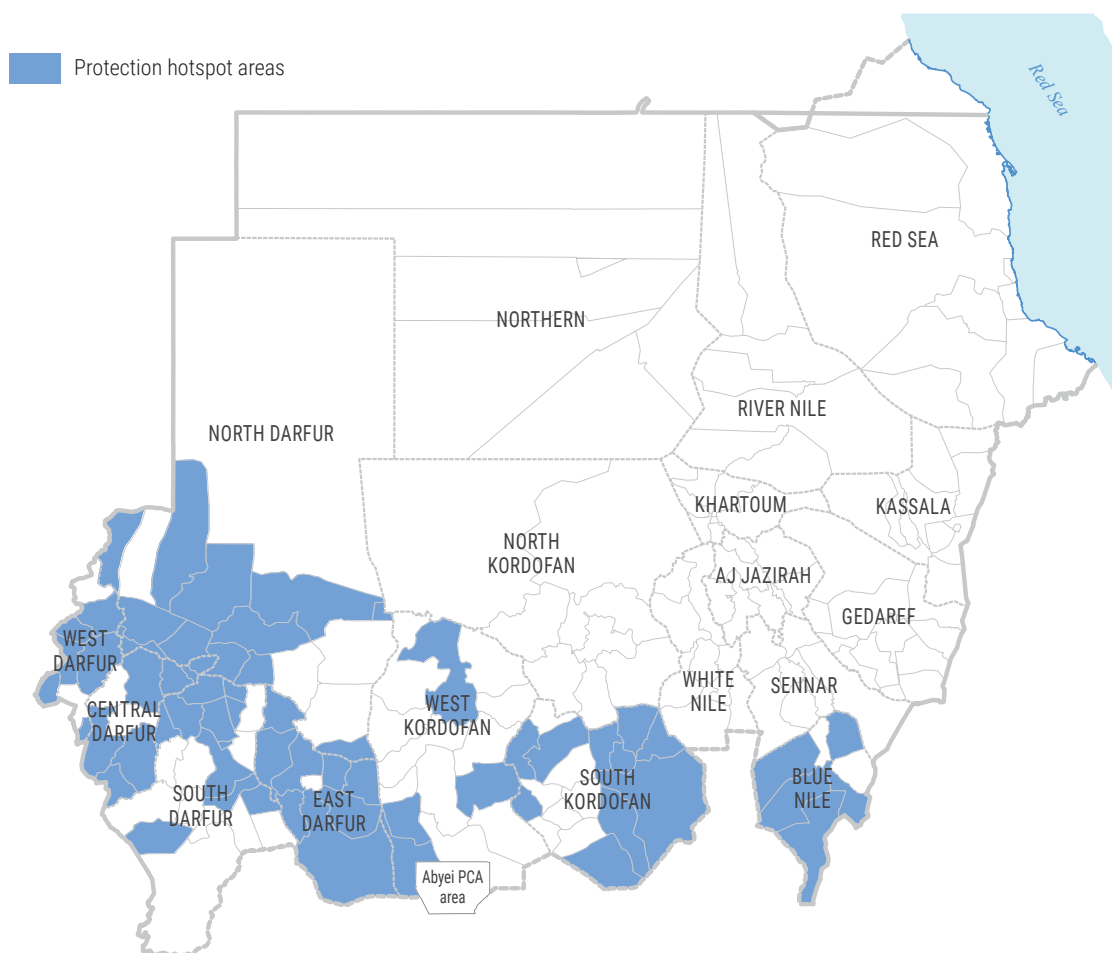 Protection hotspot areas
Red Sea
RED SEA
NORTHERN
RIVER NILE
NORTH DARFUR
KHARTOUM
KASSALA
NORTH
KORDOFAN
AJ JAZIRAH
GEDAREF
WEST
DARFUR
WHITE
NILE
SENNAR
CENTRAL
DARFUR
WEST
KORDOFAN
SOUTH
KORDOFAN
BLUE
NILE
SOUTH
DARFUR
EAST
DARFUR
Abyei PCA
area